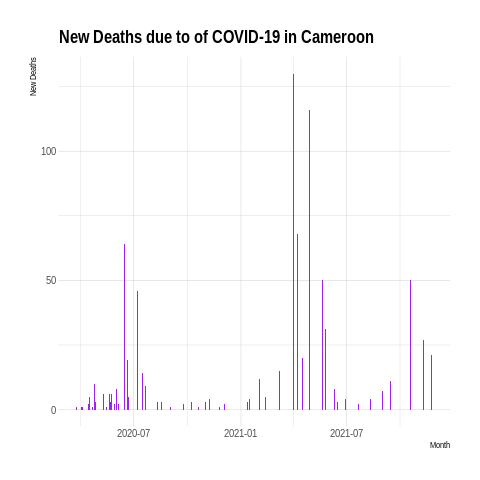 New Deaths due to of COVID-19 in Cameroon
New Deaths
100
50
0
2020-07
2021-01
2021-07
Month